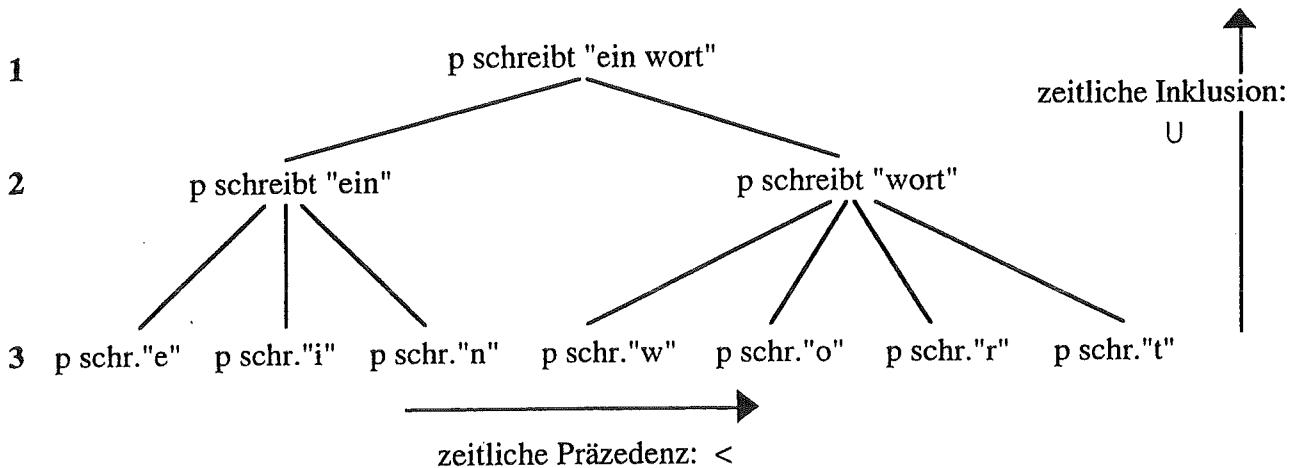 1 p schreibt "ein wort"
zeitliche Inklusion:
∪
2 p schreibt "ein" p schreibt "wort"
3 p schr."e" p schr."i" p schr."n" p schr."w" p schr."o" p schr."r" p schr."t"
zeitliche Präzedenz: <